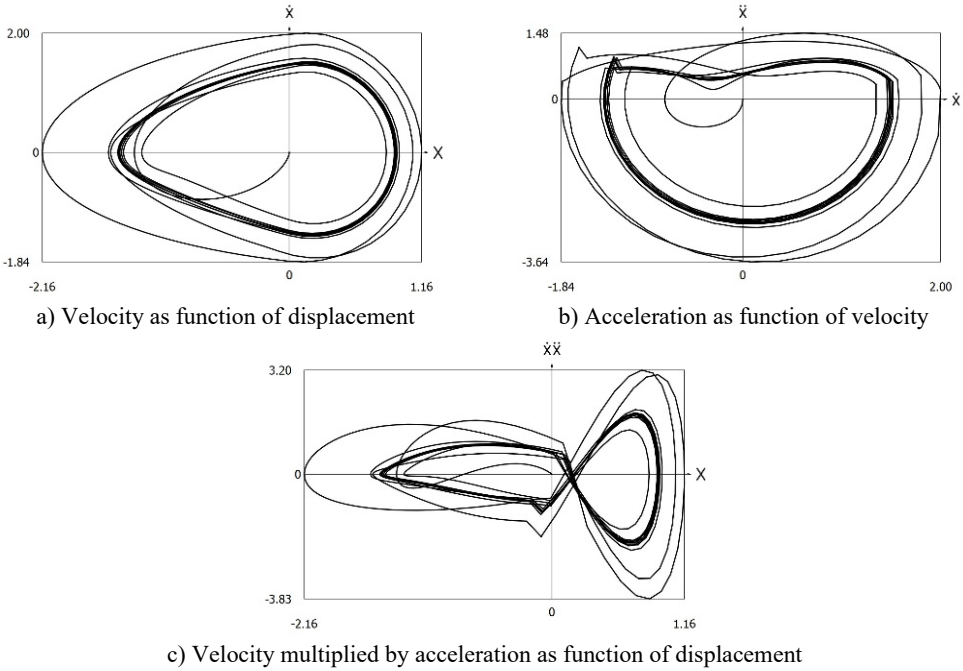 Ẋ
2.00
0
X
-1.84
0
-2.16
1.16
a) Velocity as function of displacement
Ẍ
1.48
0
Ẋ
-3.64
0
-1.84
2.00
b) Acceleration as function of velocity
ẊẌ
3.20
0
X
-3.83
0
-2.16
1.16
c) Velocity multiplied by acceleration as function of displacement